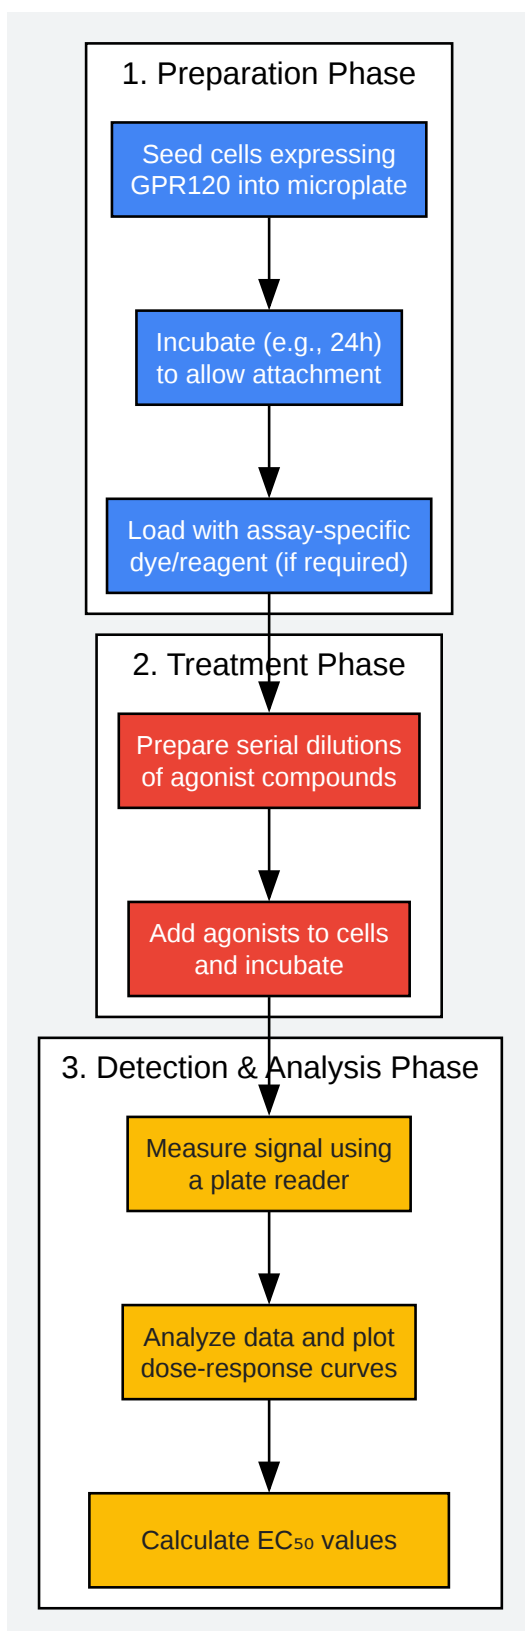 1. Preparation Phase
Seed cells expressing
GPR120 into microplate
Incubate (e.g., 24h)
to allow attachment
Load with assay-specific
dye/reagent (if required)
2. Treatment Phase
Prepare serial dilutions
of agonist compounds
Add agonists to cells
and incubate
3. Detection & Analysis Phase
Measure signal using
a plate reader
Analyze data and plot
dose-response curves
Calculate EC₅₀ values